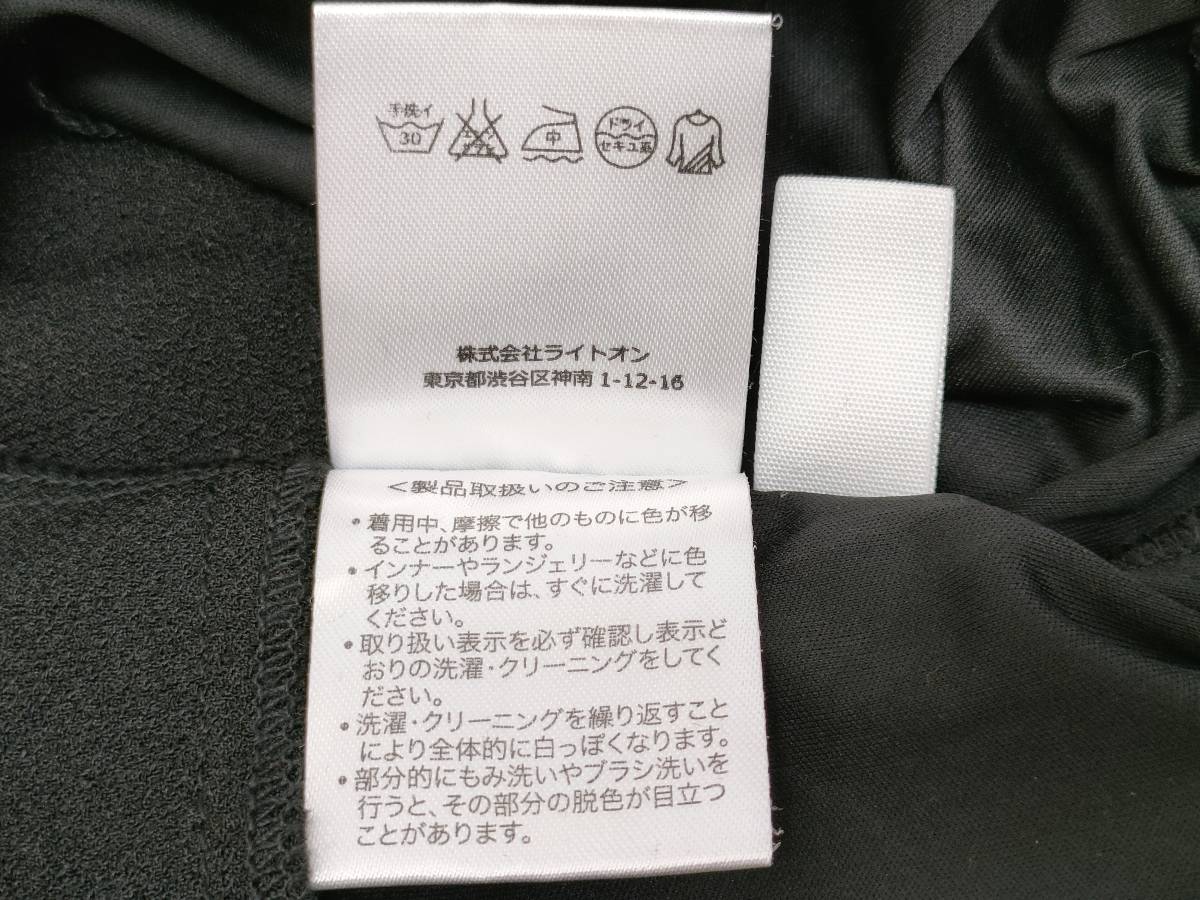 手洗イ
30
中
ドライ
セキユ系
株式会社ライトオン
東京都渋谷区神南1-12-16
<製品取扱いのご注意>
• 着用中、摩擦で他のものに色が移
ることがあります。
• インナーやランジェリーなどに色
移りした場合は、すぐに洗濯して
ください。
• 取り扱い表示を必ず確認し表示ど
おりの洗濯・クリーニングをしてく
ださい。
• 洗濯・クリーニングを繰り返すこと
により全体的に白っぽくなります。
• 部分的にもみ洗いやブラシ洗いを
行うと、その部分の脱色が目立つ
ことがあります。